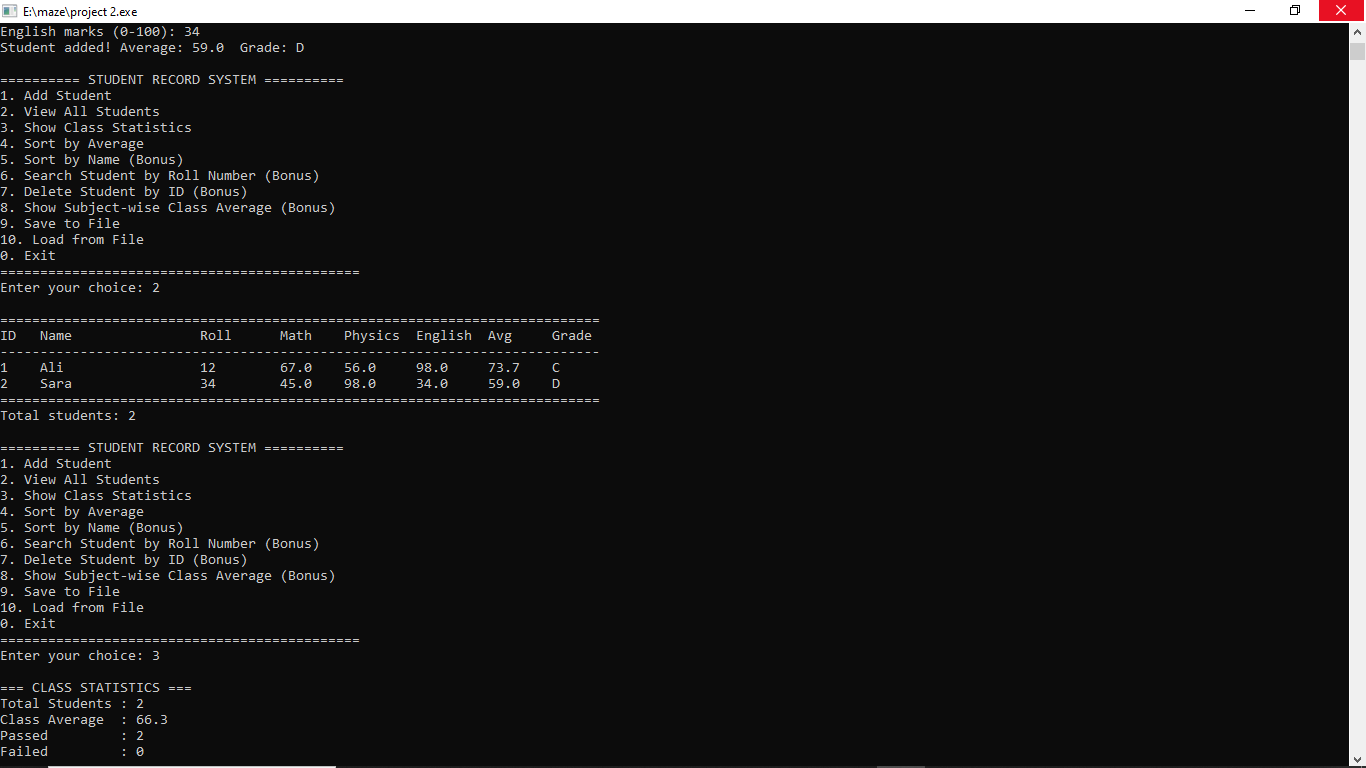 E:\maze\project 2.exe
English marks (0-100): 34
Student added! Average: 59.0  Grade: D
========== STUDENT RECORD SYSTEM ==========
1. Add Student
2. View All Students
3. Show Class Statistics
4. Sort by Average
5. Sort by Name (Bonus)
6. Search Student by Roll Number (Bonus)
7. Delete Student by ID (Bonus)
8. Show Subject-wise Class Average (Bonus)
9. Save to File
10. Load from File
0. Exit
=============================================
Enter your choice: 2
===========================================================================
ID   Name                Roll      Math    Physics  English  Avg     Grade
---------------------------------------------------------------------------
1    Ali                 12        67.0    56.0     98.0     73.7    C
2    Sara                34        45.0    98.0     34.0     59.0    D
===========================================================================
Total students: 2
========== STUDENT RECORD SYSTEM ==========
1. Add Student
2. View All Students
3. Show Class Statistics
4. Sort by Average
5. Sort by Name (Bonus)
6. Search Student by Roll Number (Bonus)
7. Delete Student by ID (Bonus)
8. Show Subject-wise Class Average (Bonus)
9. Save to File
10. Load from File
0. Exit
=============================================
Enter your choice: 3
=== CLASS STATISTICS ===
Total Students : 2
Class Average  : 66.3
Passed         : 2
Failed         : 0